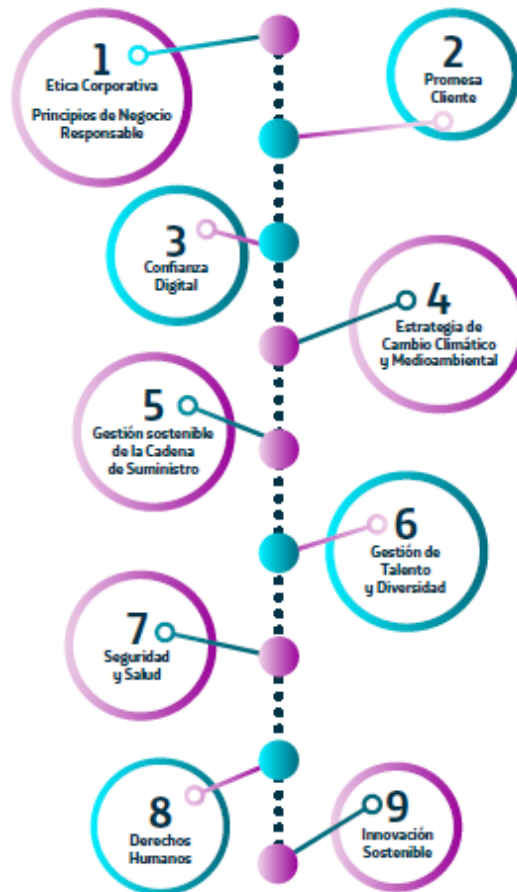 1
Etica Corporativa
Principios de Negocio
Responsable
2
Promesa
Cliente
3
Confianza
Digital
4
Estrategia de
Cambio Climático
y Medioambiental
5
Gestión sostenible
de la Cadena
de Suministro
6
Gestión de
Talento
y Diversidad
7
Seguridad
y Salud
8
Derechos
Humanos
9
Innovación
Sostenible